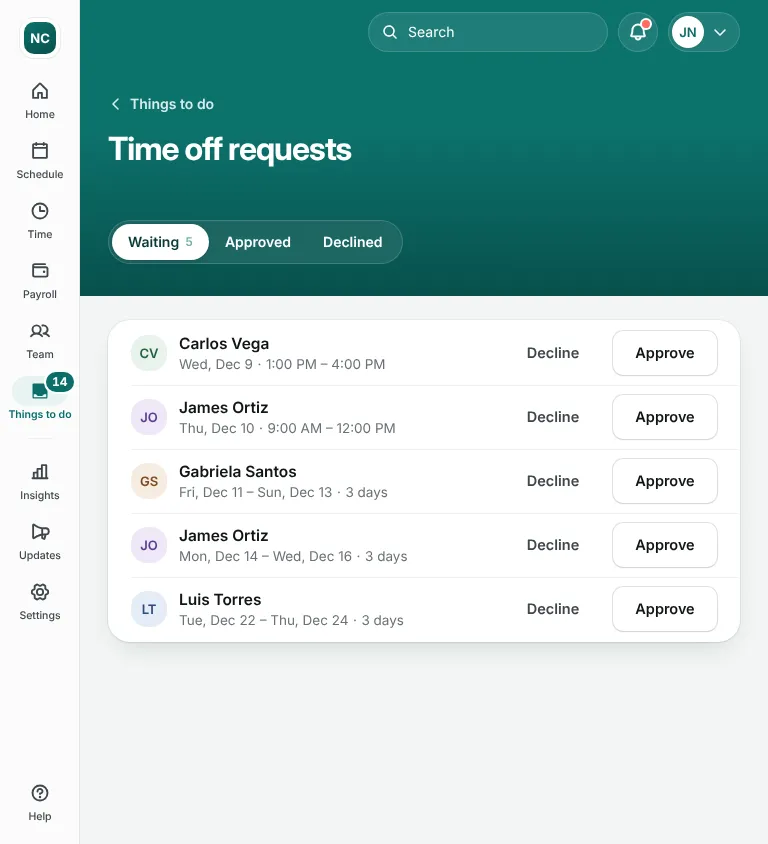 NC
Search
JN
Home
Schedule
Time
Payroll
Team
14
Things to do
Insights
Updates
Settings
Help
Things to do
Time off requests
Waiting 5
Approved
Declined
CV
Carlos Vega
Wed, Dec 9 · 1:00 PM – 4:00 PM
Decline
Approve
JO
James Ortiz
Thu, Dec 10 · 9:00 AM – 12:00 PM
Decline
Approve
GS
Gabriela Santos
Fri, Dec 11 – Sun, Dec 13 · 3 days
Decline
Approve
JO
James Ortiz
Mon, Dec 14 – Wed, Dec 16 · 3 days
Decline
Approve
LT
Luis Torres
Tue, Dec 22 – Thu, Dec 24 · 3 days
Decline
Approve